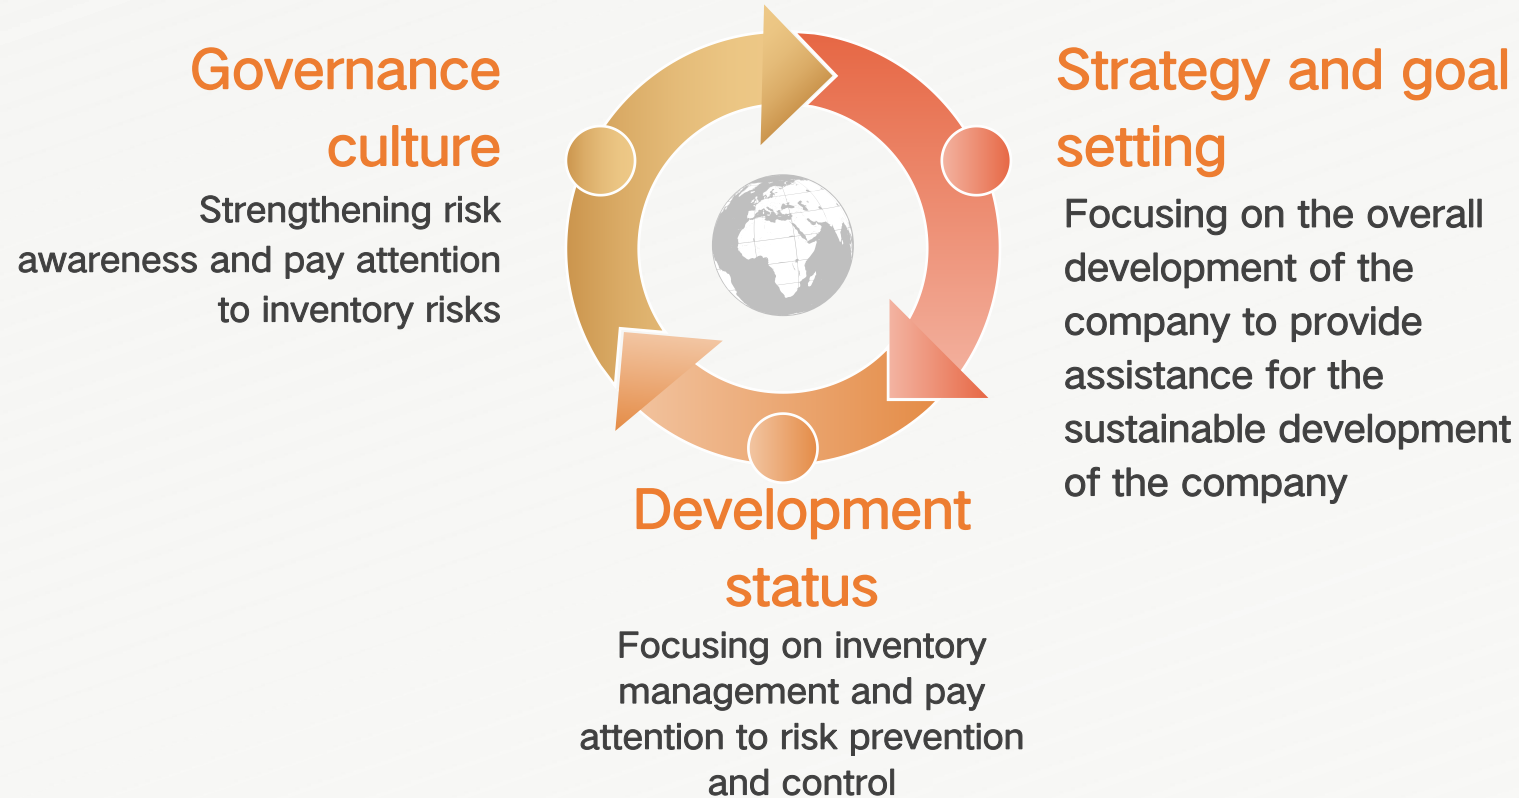 Governance
culture
Strengthening risk
awareness and pay attention
to inventory risks
Strategy and goal
setting
Focusing on the overall
development of the
company to provide
assistance for the
sustainable development
of the company
Development
status
Focusing on inventory
management and pay
attention to risk prevention
and control